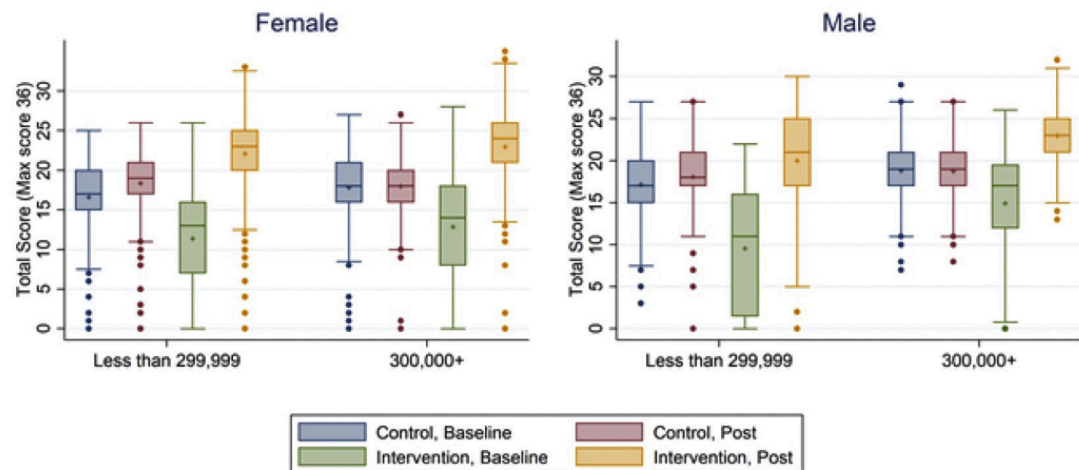 Female
Male
Total Score (Max score 36)
30
25
20
15
10
5
0
Less than 299,999
300,000+
Total Score (Max score 36)
30
25
20
15
10
5
0
Less than 299,999
300,000+
Control, Baseline
Control, Post
Intervention, Baseline
Intervention, Post